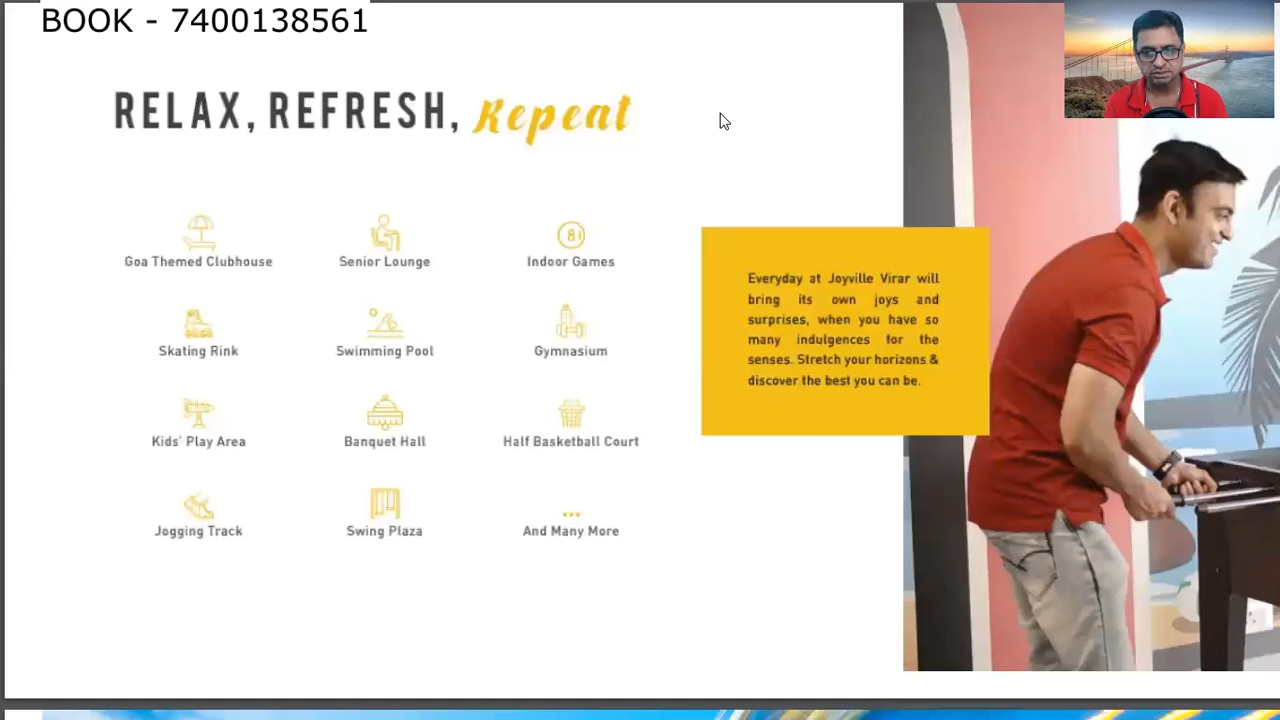 BOOK - 7400138561
RELAX, REFRESH, Repeat
Goa Themed Clubhouse
Senior Lounge
Indoor Games
Skating Rink
Swimming Pool
Gymnasium
Kids' Play Area
Banquet Hall
Half Basketball Court
Jogging Track
Swing Plaza
And Many More
Everyday at Joyville Virar will
bring its own joys and
surprises, when you have so
many indulgences for the
senses. Stretch your horizons &
discover the best you can be.